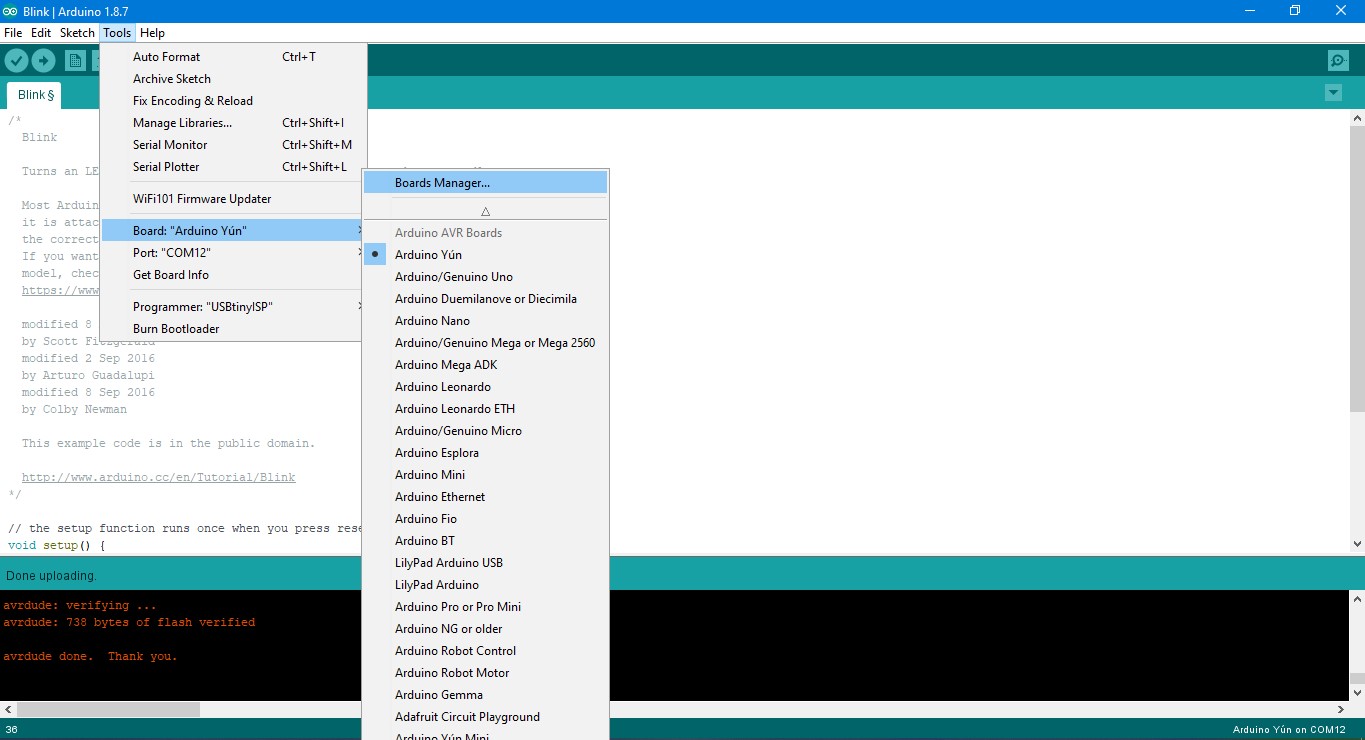 Blink | Arduino 1.8.7
File Edit Sketch Tools Help
Auto Format Ctrl+T
Archive Sketch
Fix Encoding & Reload
Manage Libraries... Ctrl+Shift+I
Serial Monitor Ctrl+Shift+M
Serial Plotter Ctrl+Shift+L
WiFi101 Firmware Updater
Board: "Arduino Yún"
Port: "COM12"
Get Board Info
Programmer: "USBtinyISP"
Burn Bootloader
Boards Manager...
Arduino AVR Boards
Arduino Yún
Arduino/Genuino Uno
Arduino Duemilanove or Diecimila
Arduino Nano
Arduino/Genuino Mega or Mega 2560
Arduino Mega ADK
Arduino Leonardo
Arduino Leonardo ETH
Arduino/Genuino Micro
Arduino Esplora
Arduino Mini
Arduino Ethernet
Arduino Fio
Arduino BT
LilyPad Arduino USB
LilyPad Arduino
Arduino Pro or Pro Mini
Arduino NG or older
Arduino Robot Control
Arduino Robot Motor
Arduino Gemma
Adafruit Circuit Playground
Arduino Yún Mini
Blink §
/*
Blink
Turns an LE
Most Arduin
it is attac
the correct
If you want
model, chec
https://www
modified 8
by Scott Fitzgerald
modified 2 Sep 2016
by Arturo Guadalupi
modified 8 Sep 2016
by Colby Newman
This example code is in the public domain.
http://www.arduino.cc/en/Tutorial/Blink
*/
// the setup function runs once when you press rese
void setup() {
Done uploading.
avrdude: verifying ...
avrdude: 738 bytes of flash verified
avrdude done.  Thank you.
36
Arduino Yún on COM12